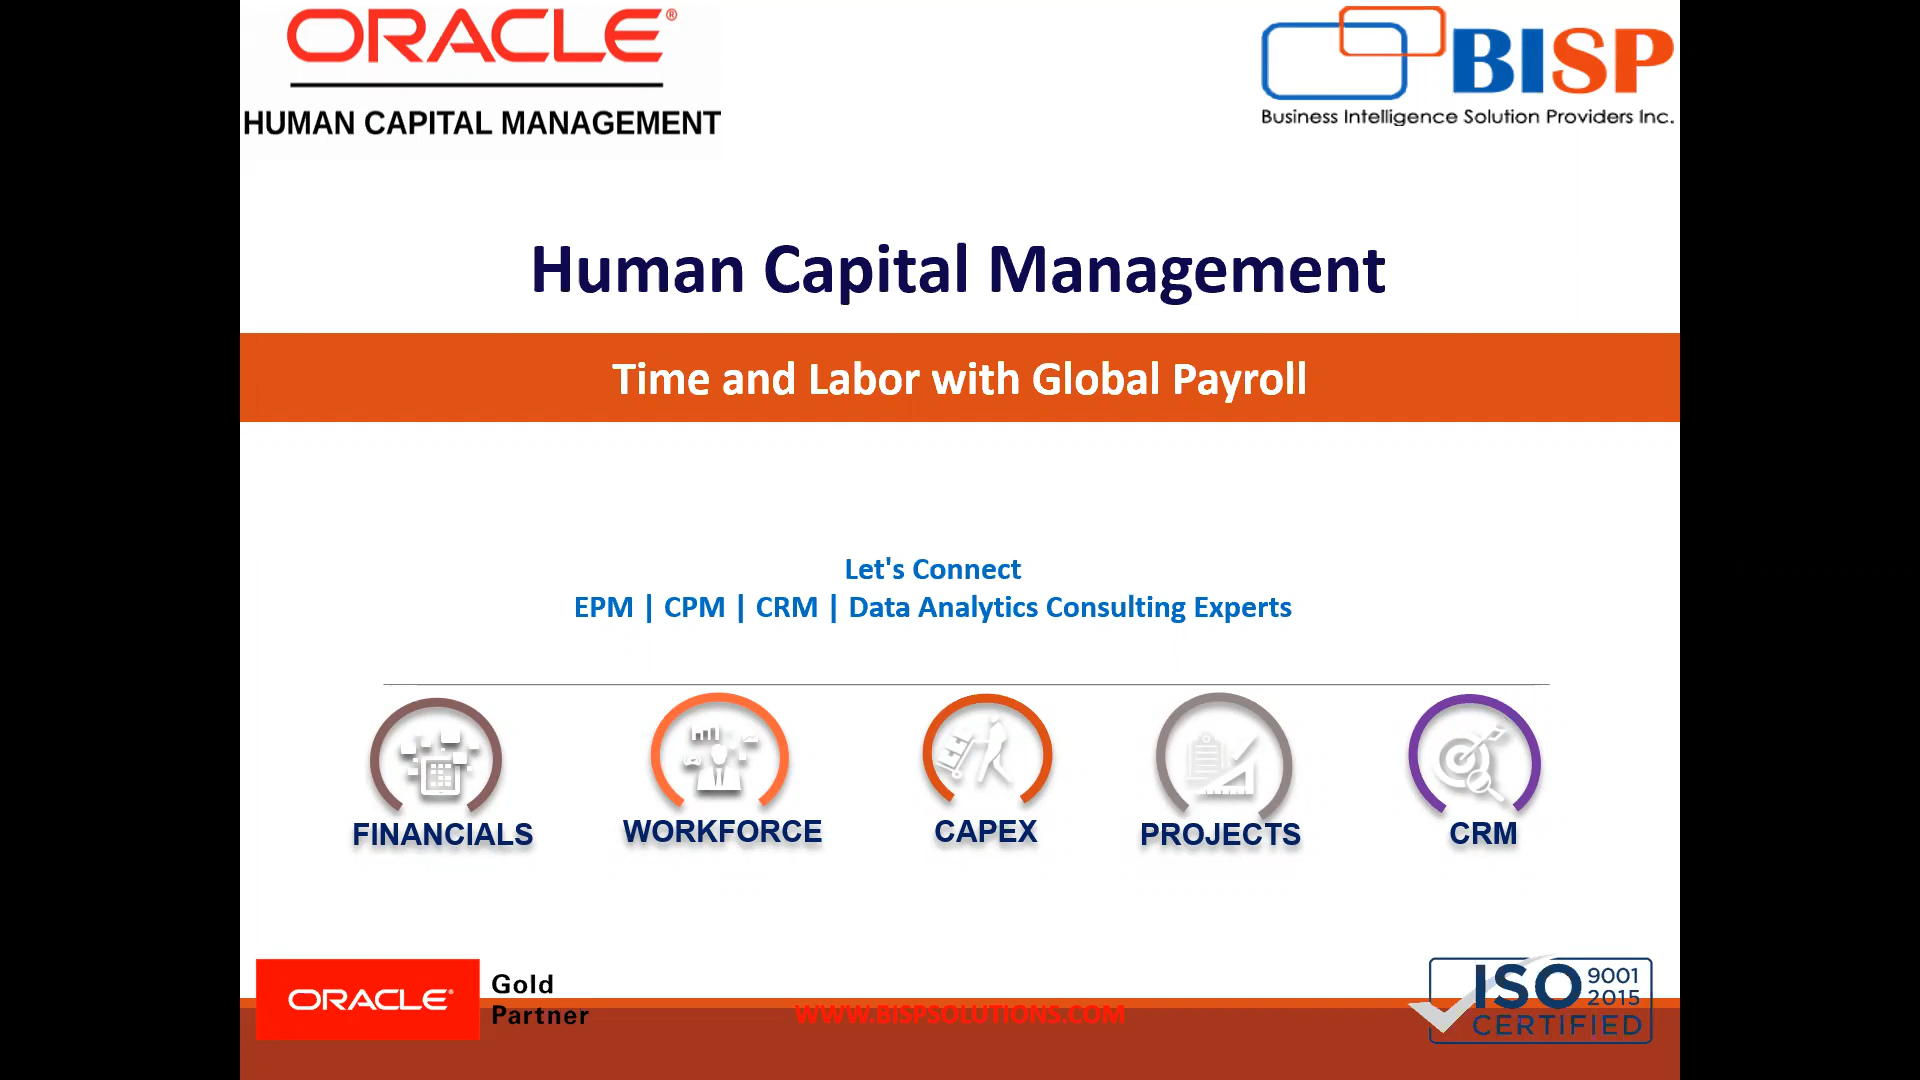 ORACLE®
HUMAN CAPITAL MANAGEMENT
BISP
Business Intelligence Solution Providers Inc.
Human Capital Management
Time and Labor with Global Payroll
Let's Connect
EPM | CPM | CRM | Data Analytics Consulting Experts
FINANCIALS
WORKFORCE
CAPEX
PROJECTS
CRM
ORACLE®
Gold
Partner
WWW.BISPSOLUTIONS.COM
ISO 9001
2015
CERTIFIED